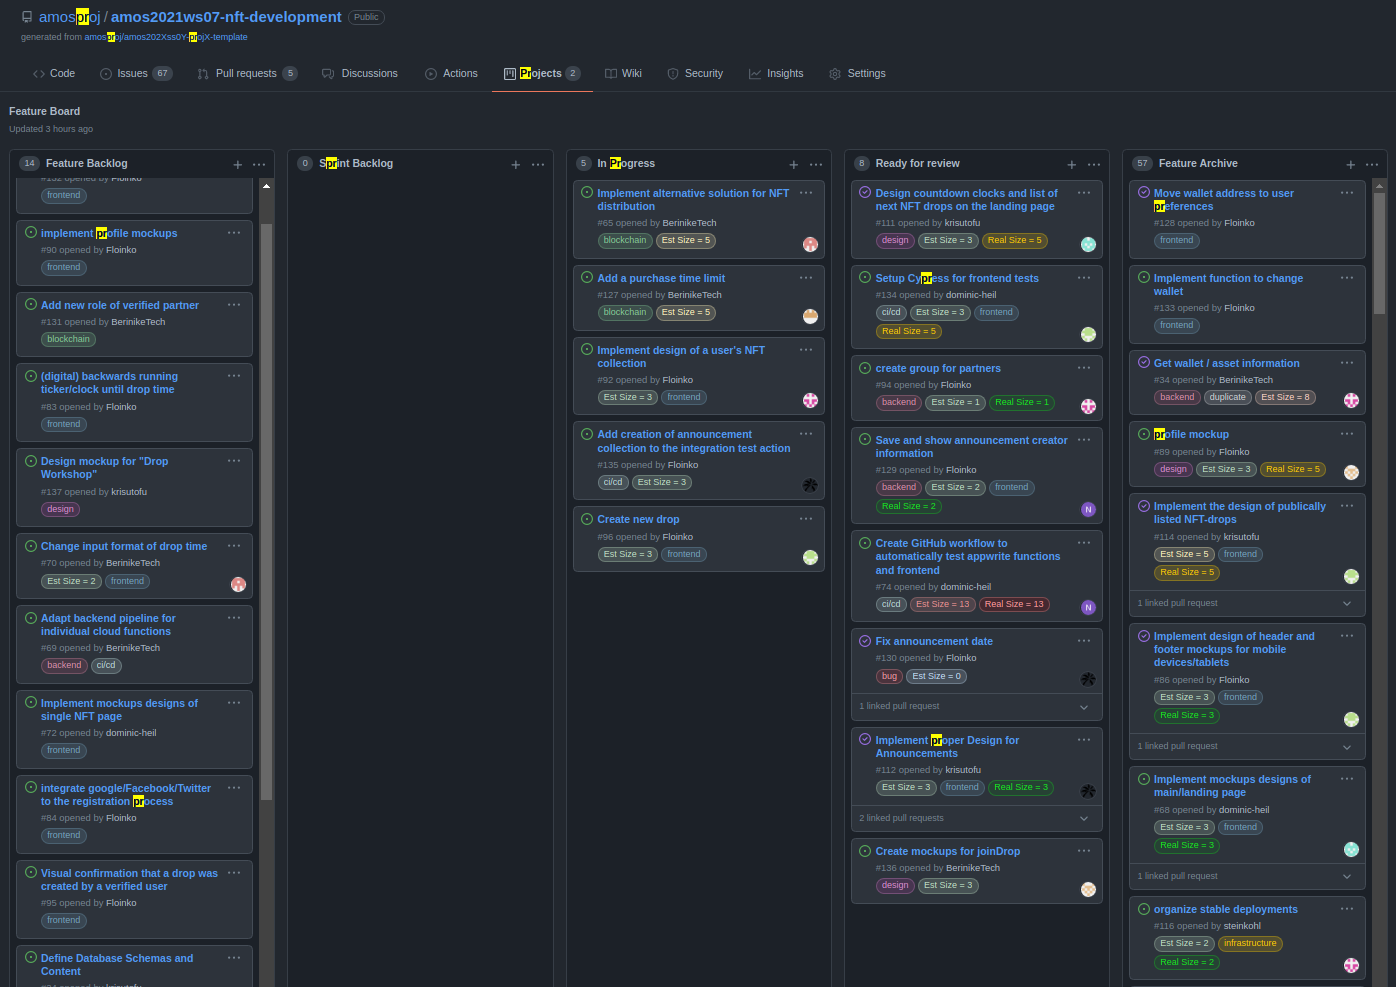 amosproj / amos2021ws07-nft-development Public
generated from amosproj/amos202Xss0Y-projX-template
Code Issues 67 Pull requests 5 Discussions Actions Projects 2 Wiki Security Insights Settings
Feature Board
Updated 3 hours ago
14 Feature Backlog
#132 opened by Floinko
frontend
implement profile mockups
#90 opened by Floinko
frontend
Add new role of verified partner
#131 opened by BerinikeTech
blockchain
(digital) backwards running
ticker/clock until drop time
#83 opened by Floinko
frontend
Design mockup for "Drop
Workshop"
#137 opened by krisutofu
design
Change input format of drop time
#70 opened by BerinikeTech
Est Size = 2 frontend
Adapt backend pipeline for
individual cloud functions
#69 opened by BerinikeTech
backend ci/cd
Implement mockups designs of
single NFT page
#72 opened by dominic-heil
frontend
integrate google/Facebook/Twitter
to the registration process
#84 opened by Floinko
frontend
Visual confirmation that a drop was
created by a verified user
#95 opened by Floinko
frontend
Define Database Schemas and
Content
0 Sprint Backlog
5 In Progress
Implement alternative solution for NFT
distribution
#65 opened by BerinikeTech
blockchain Est Size = 5
Add a purchase time limit
#127 opened by BerinikeTech
blockchain Est Size = 5
Implement design of a user's NFT
collection
#92 opened by Floinko
Est Size = 3 frontend
Add creation of announcement
collection to the integration test action
#135 opened by Floinko
ci/cd Est Size = 3
Create new drop
#96 opened by Floinko
Est Size = 3 frontend
8 Ready for review
Design countdown clocks and list of
next NFT drops on the landing page
#111 opened by krisutofu
design Est Size = 3 Real Size = 5
Setup Cypress for frontend tests
#134 opened by dominic-heil
ci/cd Est Size = 3 frontend
Real Size = 5
create group for partners
#94 opened by Floinko
backend Est Size = 1 Real Size = 1
Save and show announcement creator
information
#129 opened by Floinko
backend Est Size = 2 frontend
Real Size = 2
N
Create GitHub workflow to
automatically test appwrite functions
and frontend
#74 opened by dominic-heil
ci/cd Est Size = 13 Real Size = 13
N
Fix announcement date
#130 opened by Floinko
bug Est Size = 0
1 linked pull request
Implement proper Design for
Announcements
#112 opened by krisutofu
Est Size = 3 frontend Real Size = 3
2 linked pull requests
Create mockups for joinDrop
#136 opened by BerinikeTech
design Est Size = 3
57 Feature Archive
Move wallet address to user
preferences
#128 opened by Floinko
frontend
Implement function to change
wallet
#133 opened by Floinko
frontend
Get wallet / asset information
#34 opened by BerinikeTech
backend duplicate Est Size = 8
profile mockup
#89 opened by Floinko
design Est Size = 3 Real Size = 5
Implement the design of publically
listed NFT-drops
#114 opened by krisutofu
Est Size = 5 frontend
Real Size = 5
1 linked pull request
Implement design of header and
footer mockups for mobile
devices/tablets
#86 opened by Floinko
Est Size = 3 frontend
Real Size = 3
1 linked pull request
Implement mockups designs of
main/landing page
#68 opened by dominic-heil
Est Size = 3 frontend
Real Size = 3
1 linked pull request
organize stable deployments
#116 opened by steinkohl
Est Size = 2 infrastructure
Real Size = 2